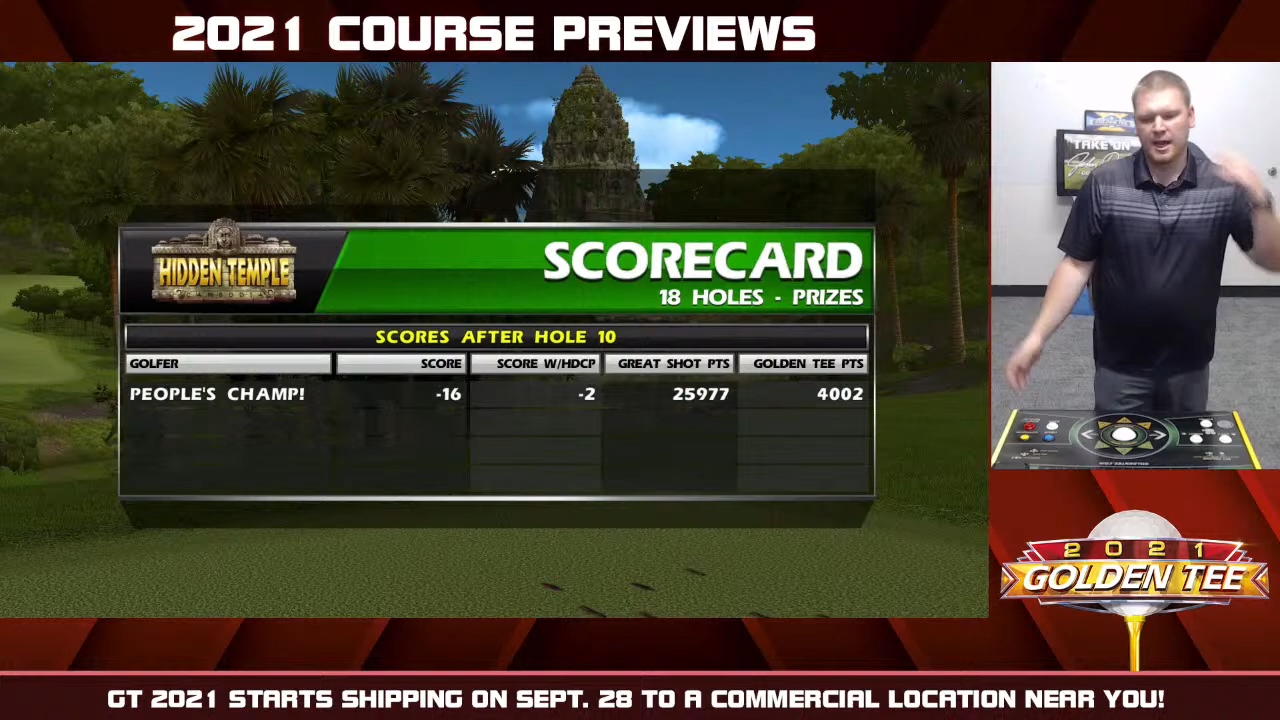 2021 COURSE PREVIEWS
TAKE ON
HIDDEN TEMPLE
SCORECARD
18 HOLES - PRIZES
SCORES AFTER HOLE 10
GOLFER SCORE SCORE W/HDCP GREAT SHOT PTS GOLDEN TEE PTS
PEOPLE'S CHAMP! -16 -2 25977 4002
2021
GOLDEN TEE
GT 2021 STARTS SHIPPING ON SEPT. 28 TO A COMMERCIAL LOCATION NEAR YOU!